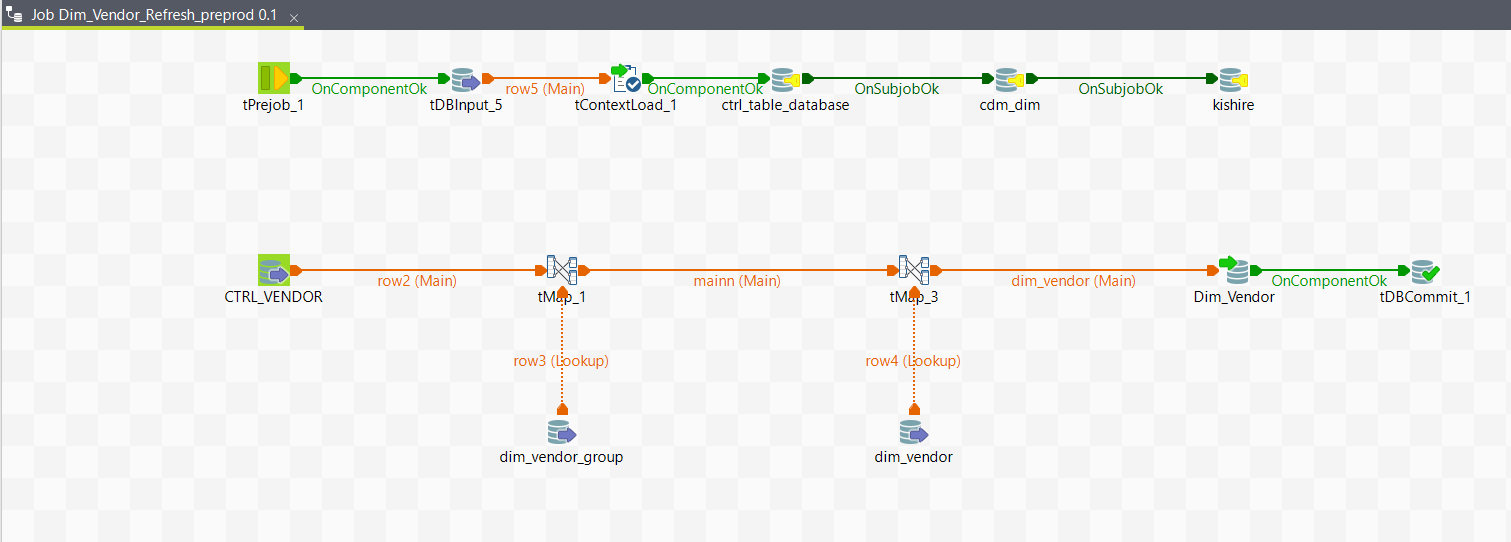 Job Dim_Vendor_Refresh_preprod 0.1
OnComponentOk
row5 (Main)
OnComponentOk
OnSubjobOk
OnSubjobOk
tPrejob_1
tDBInput_5
tContextLoad_1
ctrl_table_database
cdm_dim
kishire
row2 (Main)
mainn (Main)
dim_vendor (Main)
OnComponentOk
CTRL_VENDOR
tMap_1
tMap_3
Dim_Vendor
tDBCommit_1
row3 (Lookup)
row4 (Lookup)
dim_vendor_group
dim_vendor